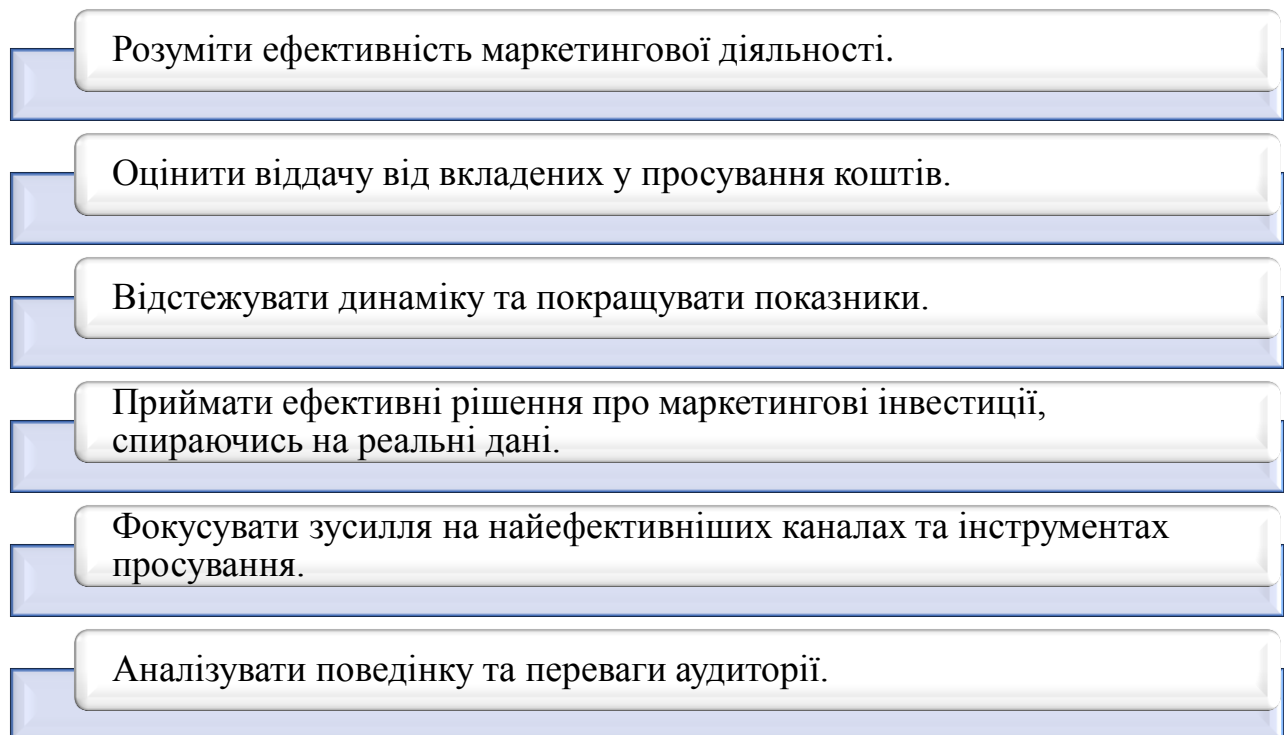 Розуміти ефективність маркетингової діяльності.
Оцінити віддачу від вкладених у просування коштів.
Відстежувати динаміку та покращувати показники.
Приймати ефективні рішення про маркетингові інвестиції,
спираючись на реальні дані.
Фокусувати зусилля на найефективніших каналах та інструментах
просування.
Аналізувати поведінку та переваги аудиторії.